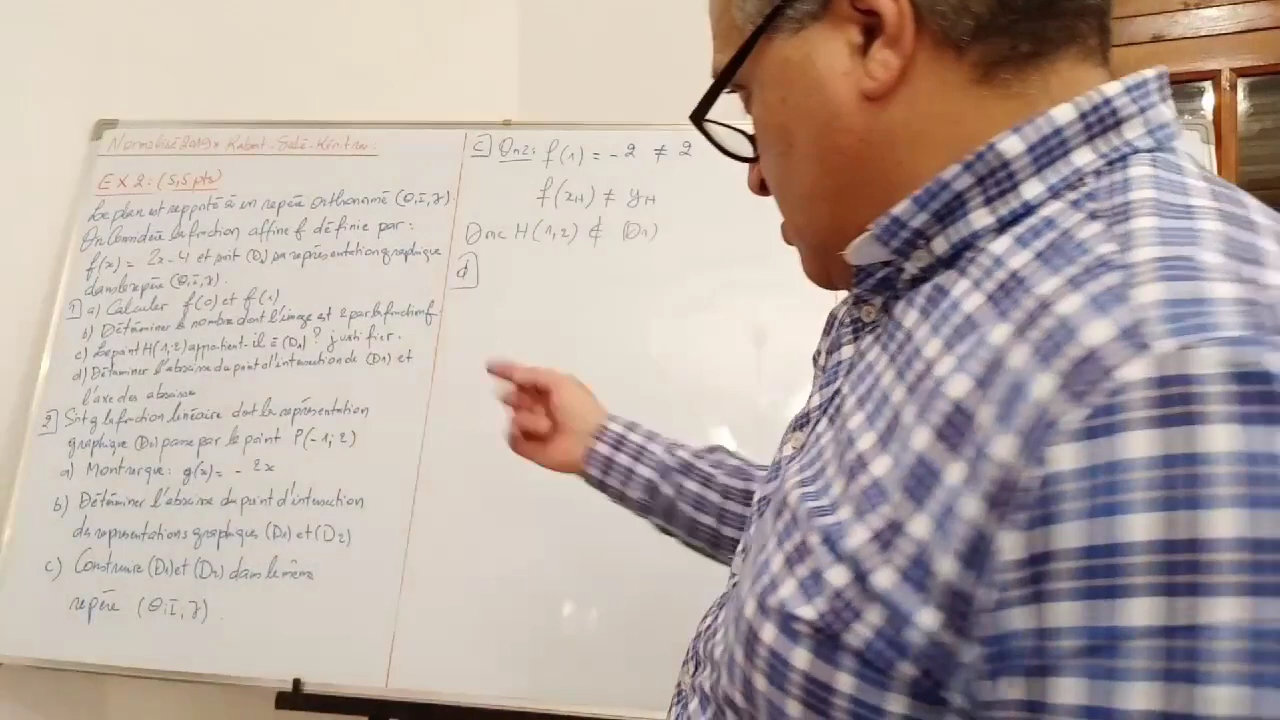 Normalisé 2019 Rabat-Salé-Kénitra.
EX 2: (5,5 pts)
Le plan est rapporté à un repère orthonormé (O,I,J).
On Considère la fonction affine f définie par:
f(x) = 2x-4 et soit (D1) sa représentation graphique
dans le repère (O,I,J).
1 a) Calculer f(0) et f(1)
b) Déterminer le nombre dont l'image est 2 par la fonction f
c) Le point H(1,2) appartient-il à (D1)? justifier.
d) Déterminer l'abscisse du point d'intersection de (D1) et
l'axe des abscisses
2 Soit g la fonction linéaire dont la représentation
graphique (D2) passe par le point P(-1;2)
a) Montrer que: g(x) = -2x
b) Déterminer l'abscisse du point d'intersection
des représentations graphiques (D1) et (D2)
c) Construire (D1) et (D2) dans le même
repère (O,I,J).
c On a: f(1) = -2 ≠ 2
f(xH) ≠ yH
Donc H(1,2) ∉ (D1)
d